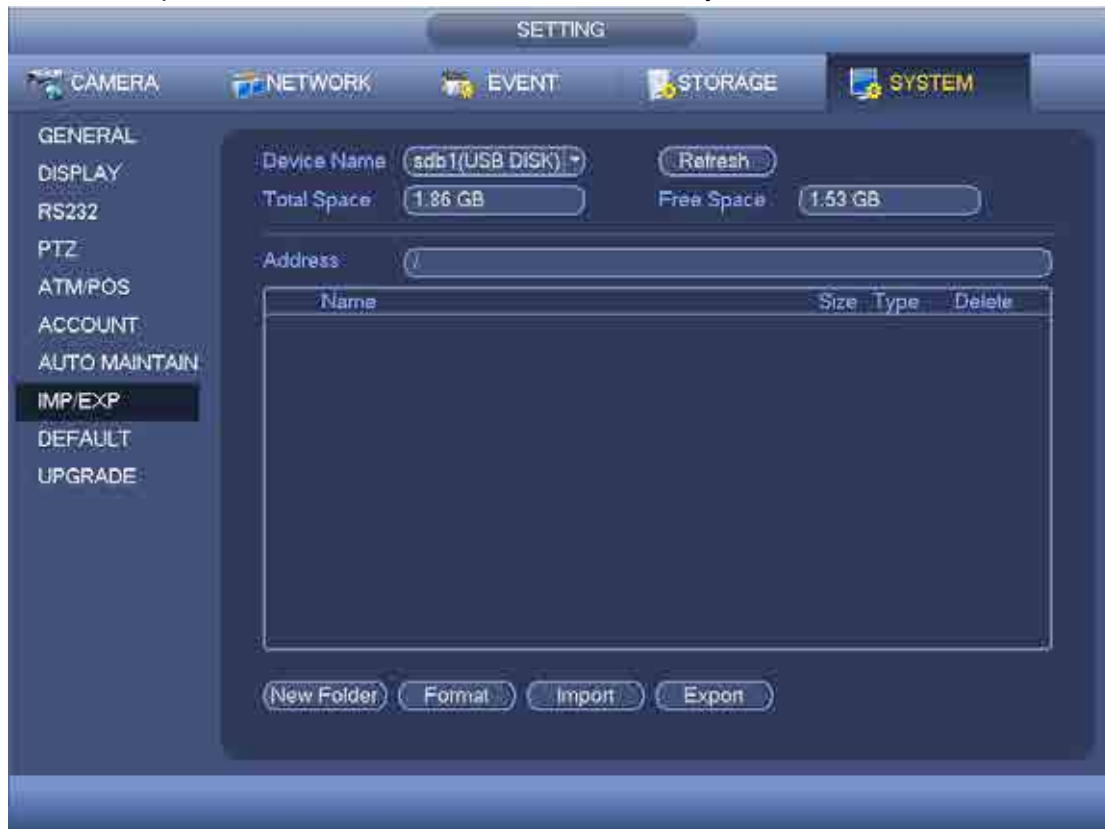 SETTING
CAMERA NETWORK EVENT STORAGE SYSTEM
GENERAL
DISPLAY
RS232
PTZ
ATM/POS
ACCOUNT
AUTO MAINTAIN
IMP/EXP
DEFAULT
UPGRADE
Device Name sdb1(USB DISK) Refresh
Total Space 1.86 GB Free Space 1.53 GB
Address /
Name Size Type Delete
New Folder Format Import Export